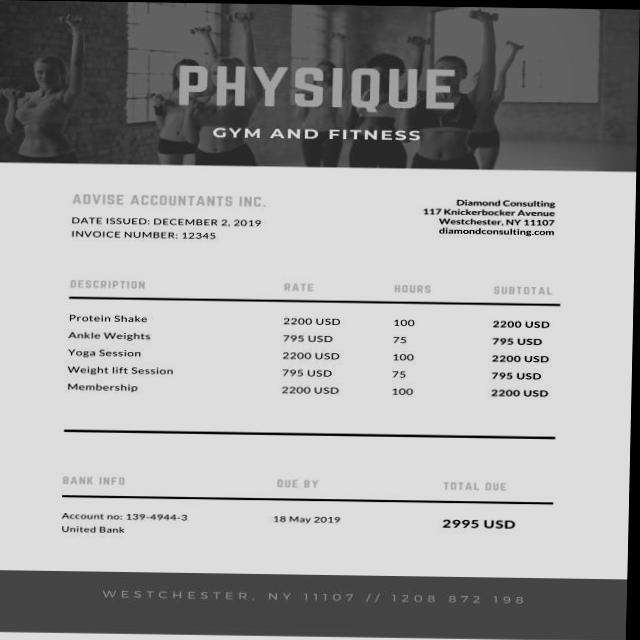 PHYSIQUE
GYM AND FITNESS
ADVISE ACCOUNTANTS INC.
DATE ISSUED: DECEMBER 2, 2019
INVOICE NUMBER: 12345
Diamond Consulting
117 Knickerbocker Avenue
Westchester, NY 11107
diamondconsulting.com
DESCRIPTION RATE HOURS SUBTOTAL
Protein Shake 2200 USD 100 2200 USD
Ankle Weights 795 USD 75 795 USD
Yoga Session 2200 USD 100 2200 USD
Weight lift Session 795 USD 75 795 USD
Membership 2200 USD 100 2200 USD
BANK INFO DUE BY TOTAL DUE
Account no: 139-4944-3 18 May 2019 2995 USD
United Bank
WESTCHESTER, NY 11107 // 1208 872 198